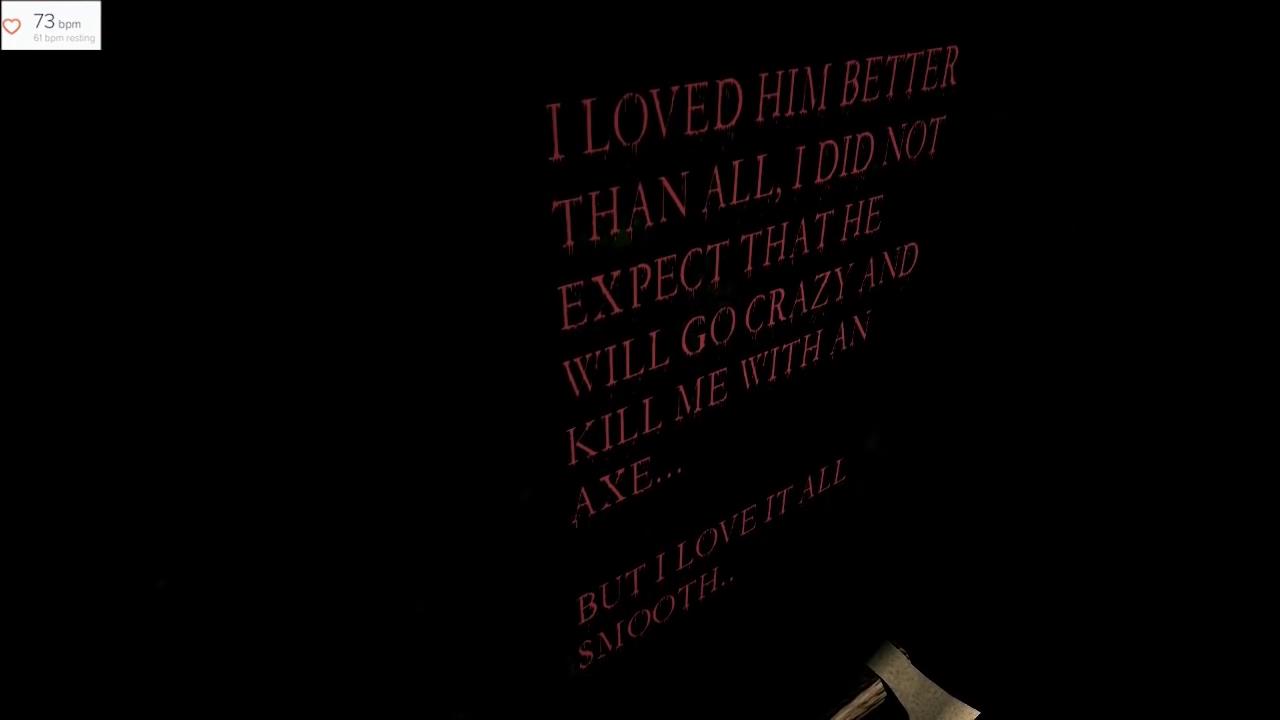 73 bpm
61 bpm resting
I LOVED HIM BETTER
THAN ALL, I DID NOT
EXPECT THAT HE
WILL GO CRAZY AND
KILL ME WITH AN
AXE...
BUT I LOVE IT ALL
SMOOTH..